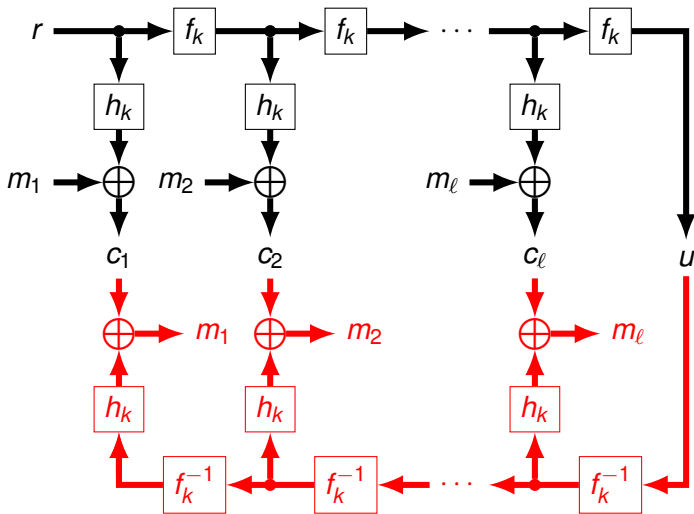 r f_k f_k ··· f_k
h_k h_k h_k
m_1 m_2 m_ℓ
c_1 c_2 c_ℓ u
m_1 m_2 m_ℓ
h_k h_k h_k
f_k^{-1} f_k^{-1} ··· f_k^{-1}